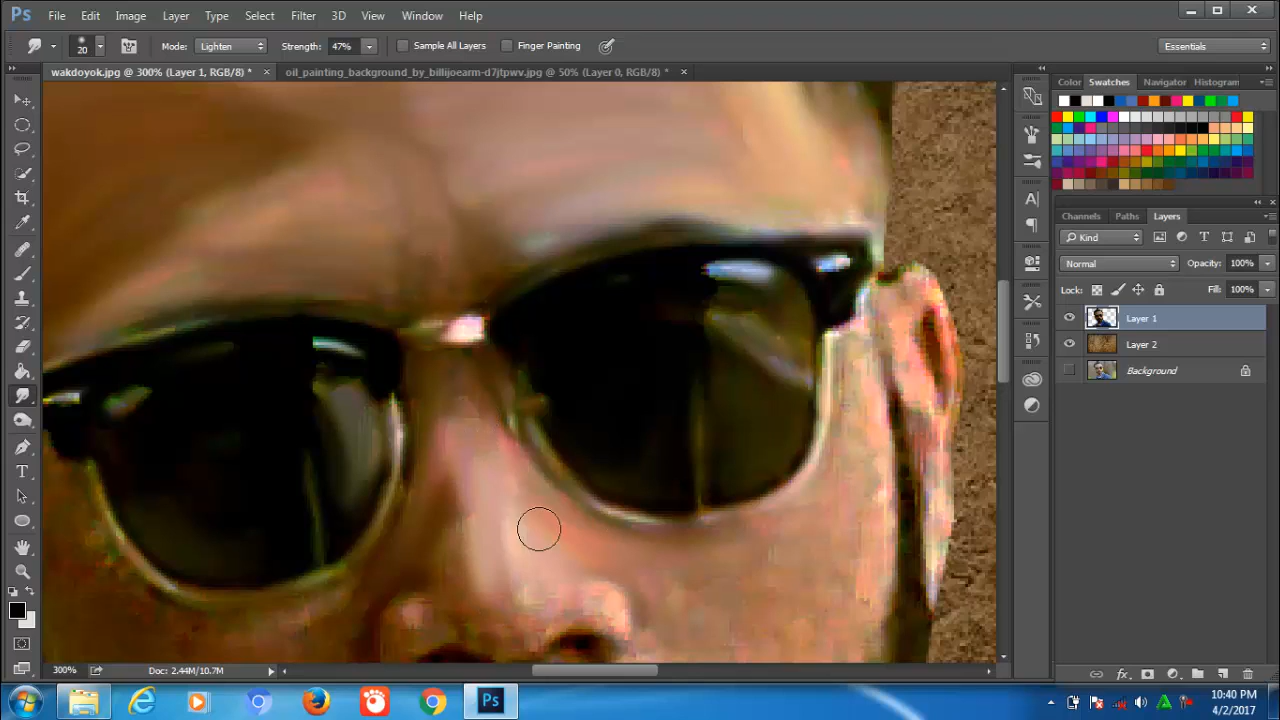 Ps File Edit Image Layer Type Select Filter 3D View Window Help
20 Mode: Lighten Strength: 47% Sample All Layers Finger Painting Essentials
wakdoyok.jpg @ 300% (Layer 1, RGB/8) * × oil_painting_background_by_billijoearm-d7jtpwv.jpg @ 50% (Layer 0, RGB/8) * ×
Color Swatches Navigator Histogram
Channels Paths Layers
Kind
Normal Opacity: 100%
Lock: Fill: 100%
Layer 1
Layer 2
Background
300% Doc: 2.44M/10.7M
Ps
10:40 PM
4/2/2017